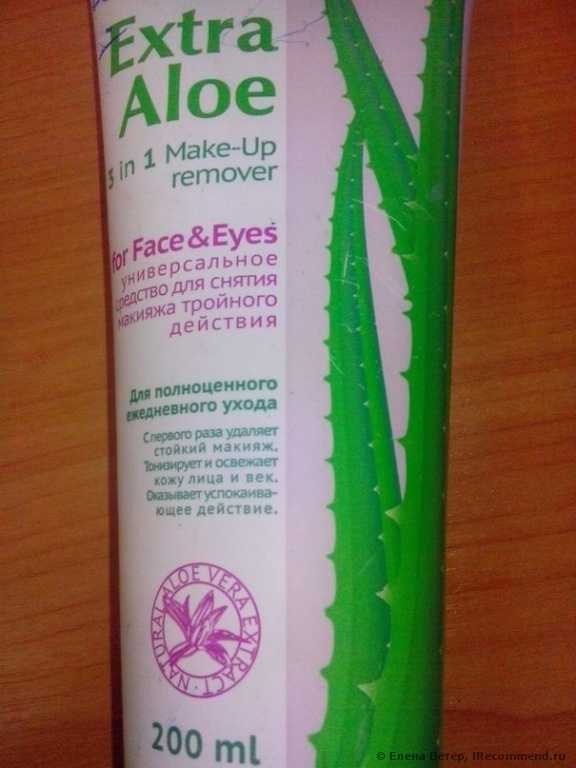 Extra
Aloe
3 in 1 Make-Up
remover
for Face&Eyes
универсальное
средство для снятия
макияжа тройного
действия
Для полноценного
ежедневного ухода
С первого раза удаляет
стойкий макияж.
Тонизирует и освежает
кожу лица и век.
Оказывает успокаива-
ющее действие.
NATURAL ALOE VERA EXTRACT ·
200 ml
© Елена Ветер, IRecommend.ru